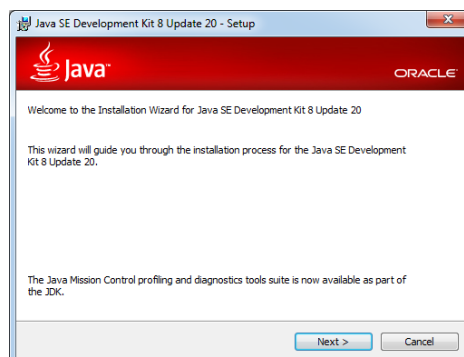 Java SE Development Kit 8 Update 20 - Setup
Java™
ORACLE
Welcome to the Installation Wizard for Java SE Development Kit 8 Update 20
This wizard will guide you through the installation process for the Java SE Development
Kit 8 Update 20.
The Java Mission Control profiling and diagnostics tools suite is now available as part of
the JDK.
Next >
Cancel